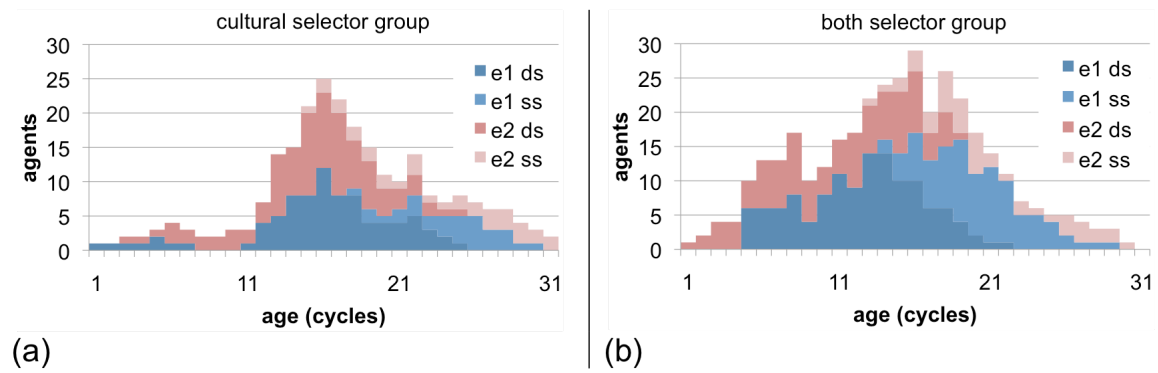 cultural selector group
30
25
20
15
10
5
0
agents
e1 ds
e1 ss
e2 ds
e2 ss
1 11 21 31
age (cycles)
(a)
both selector group
30
25
20
15
10
5
0
agents
e1 ds
e1 ss
e2 ds
e2 ss
1 11 21 31
age (cycles)
(b)